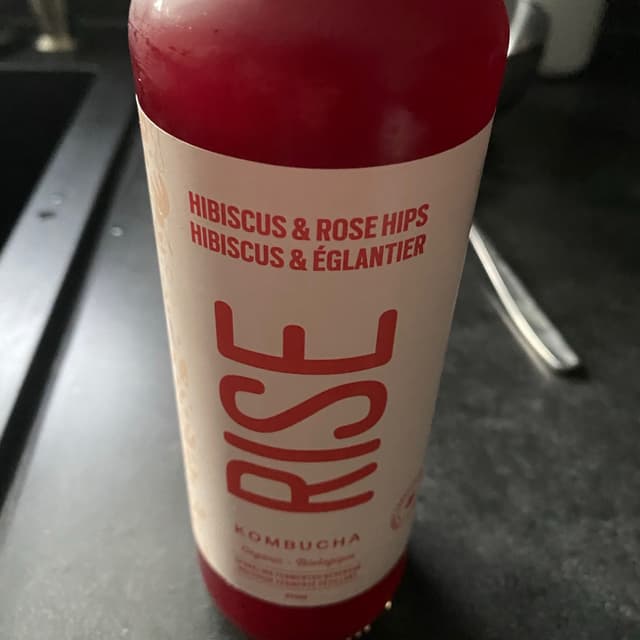 HIBISCUS & ROSE HIPS
HIBISCUS & ÉGLANTIER
RISE
KOMBUCHA
Organic - Biologique